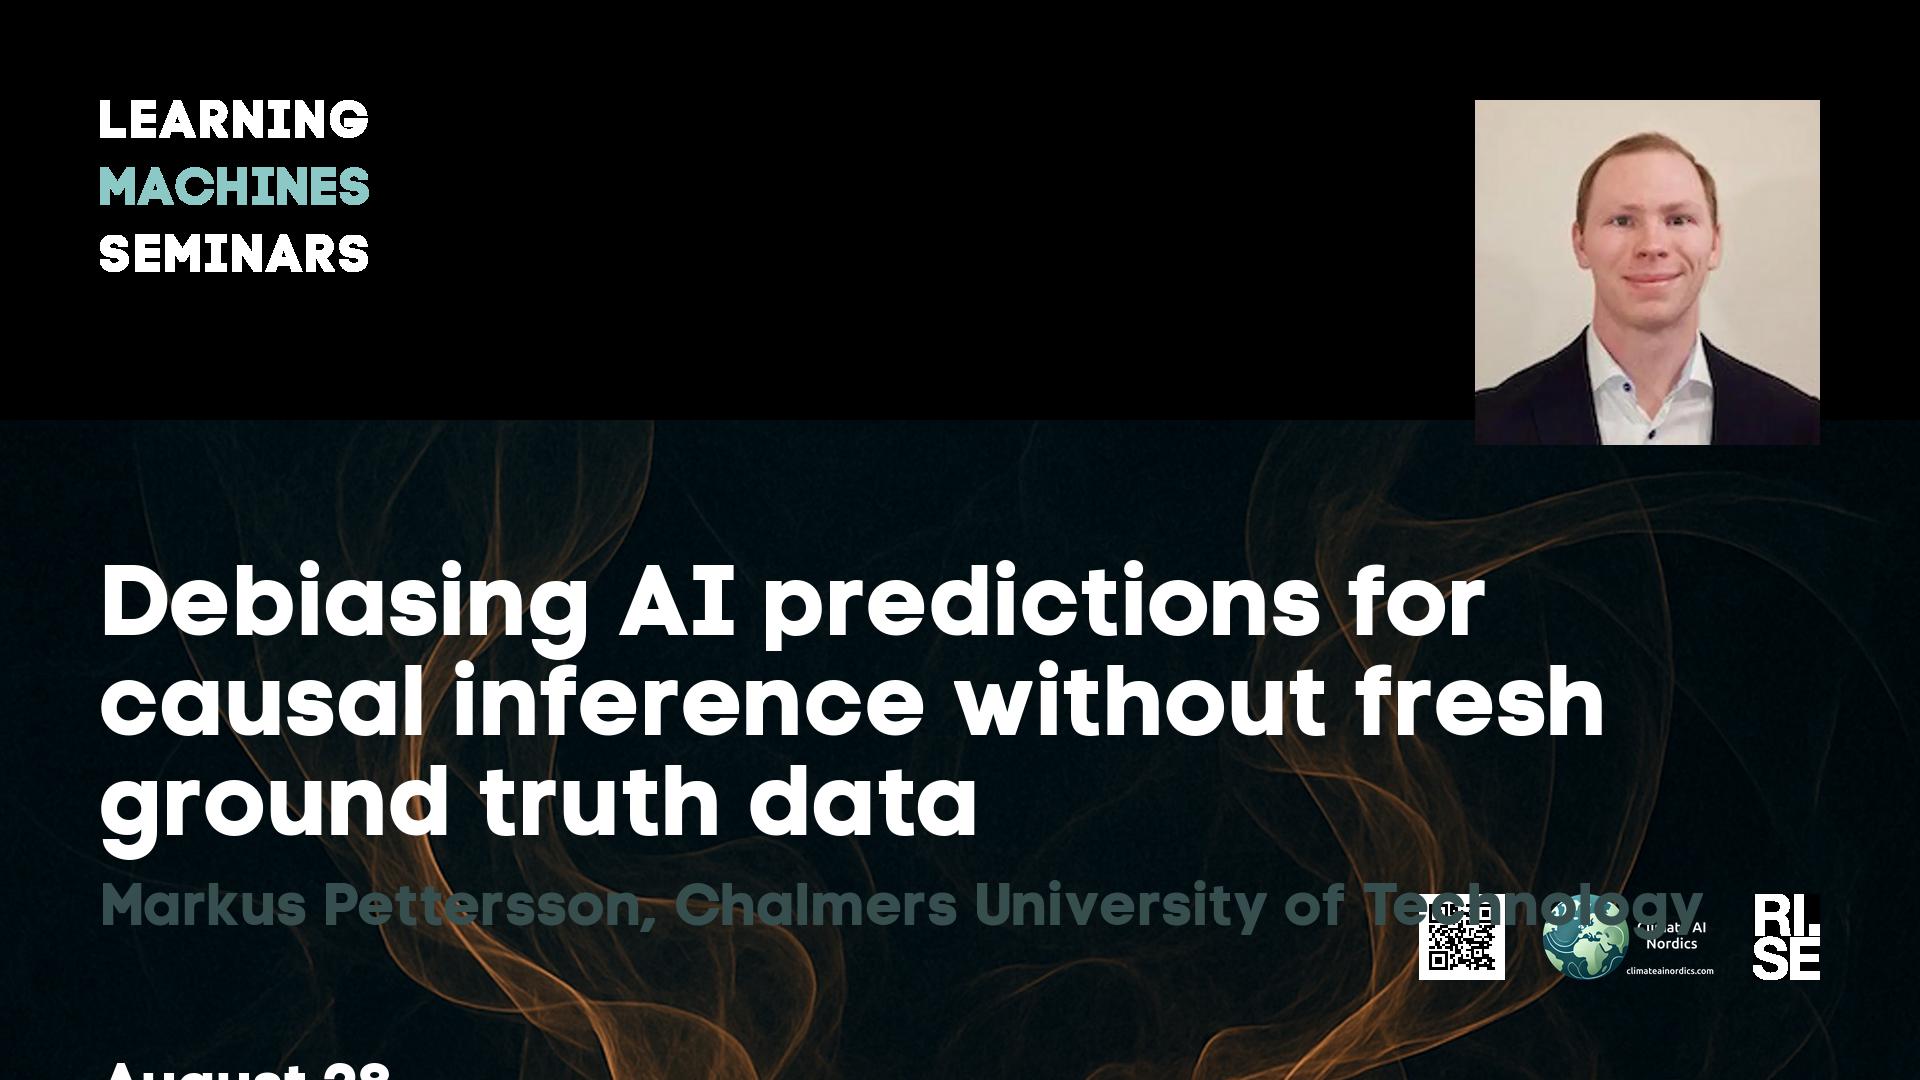 LEARNING
MACHINES
SEMINARS
Debiasing AI predictions for
causal inference without fresh
ground truth data
Markus Pettersson, Chalmers University of Technology
Climate AI
Nordics
climateainordics.com
RI.
SE
August 28